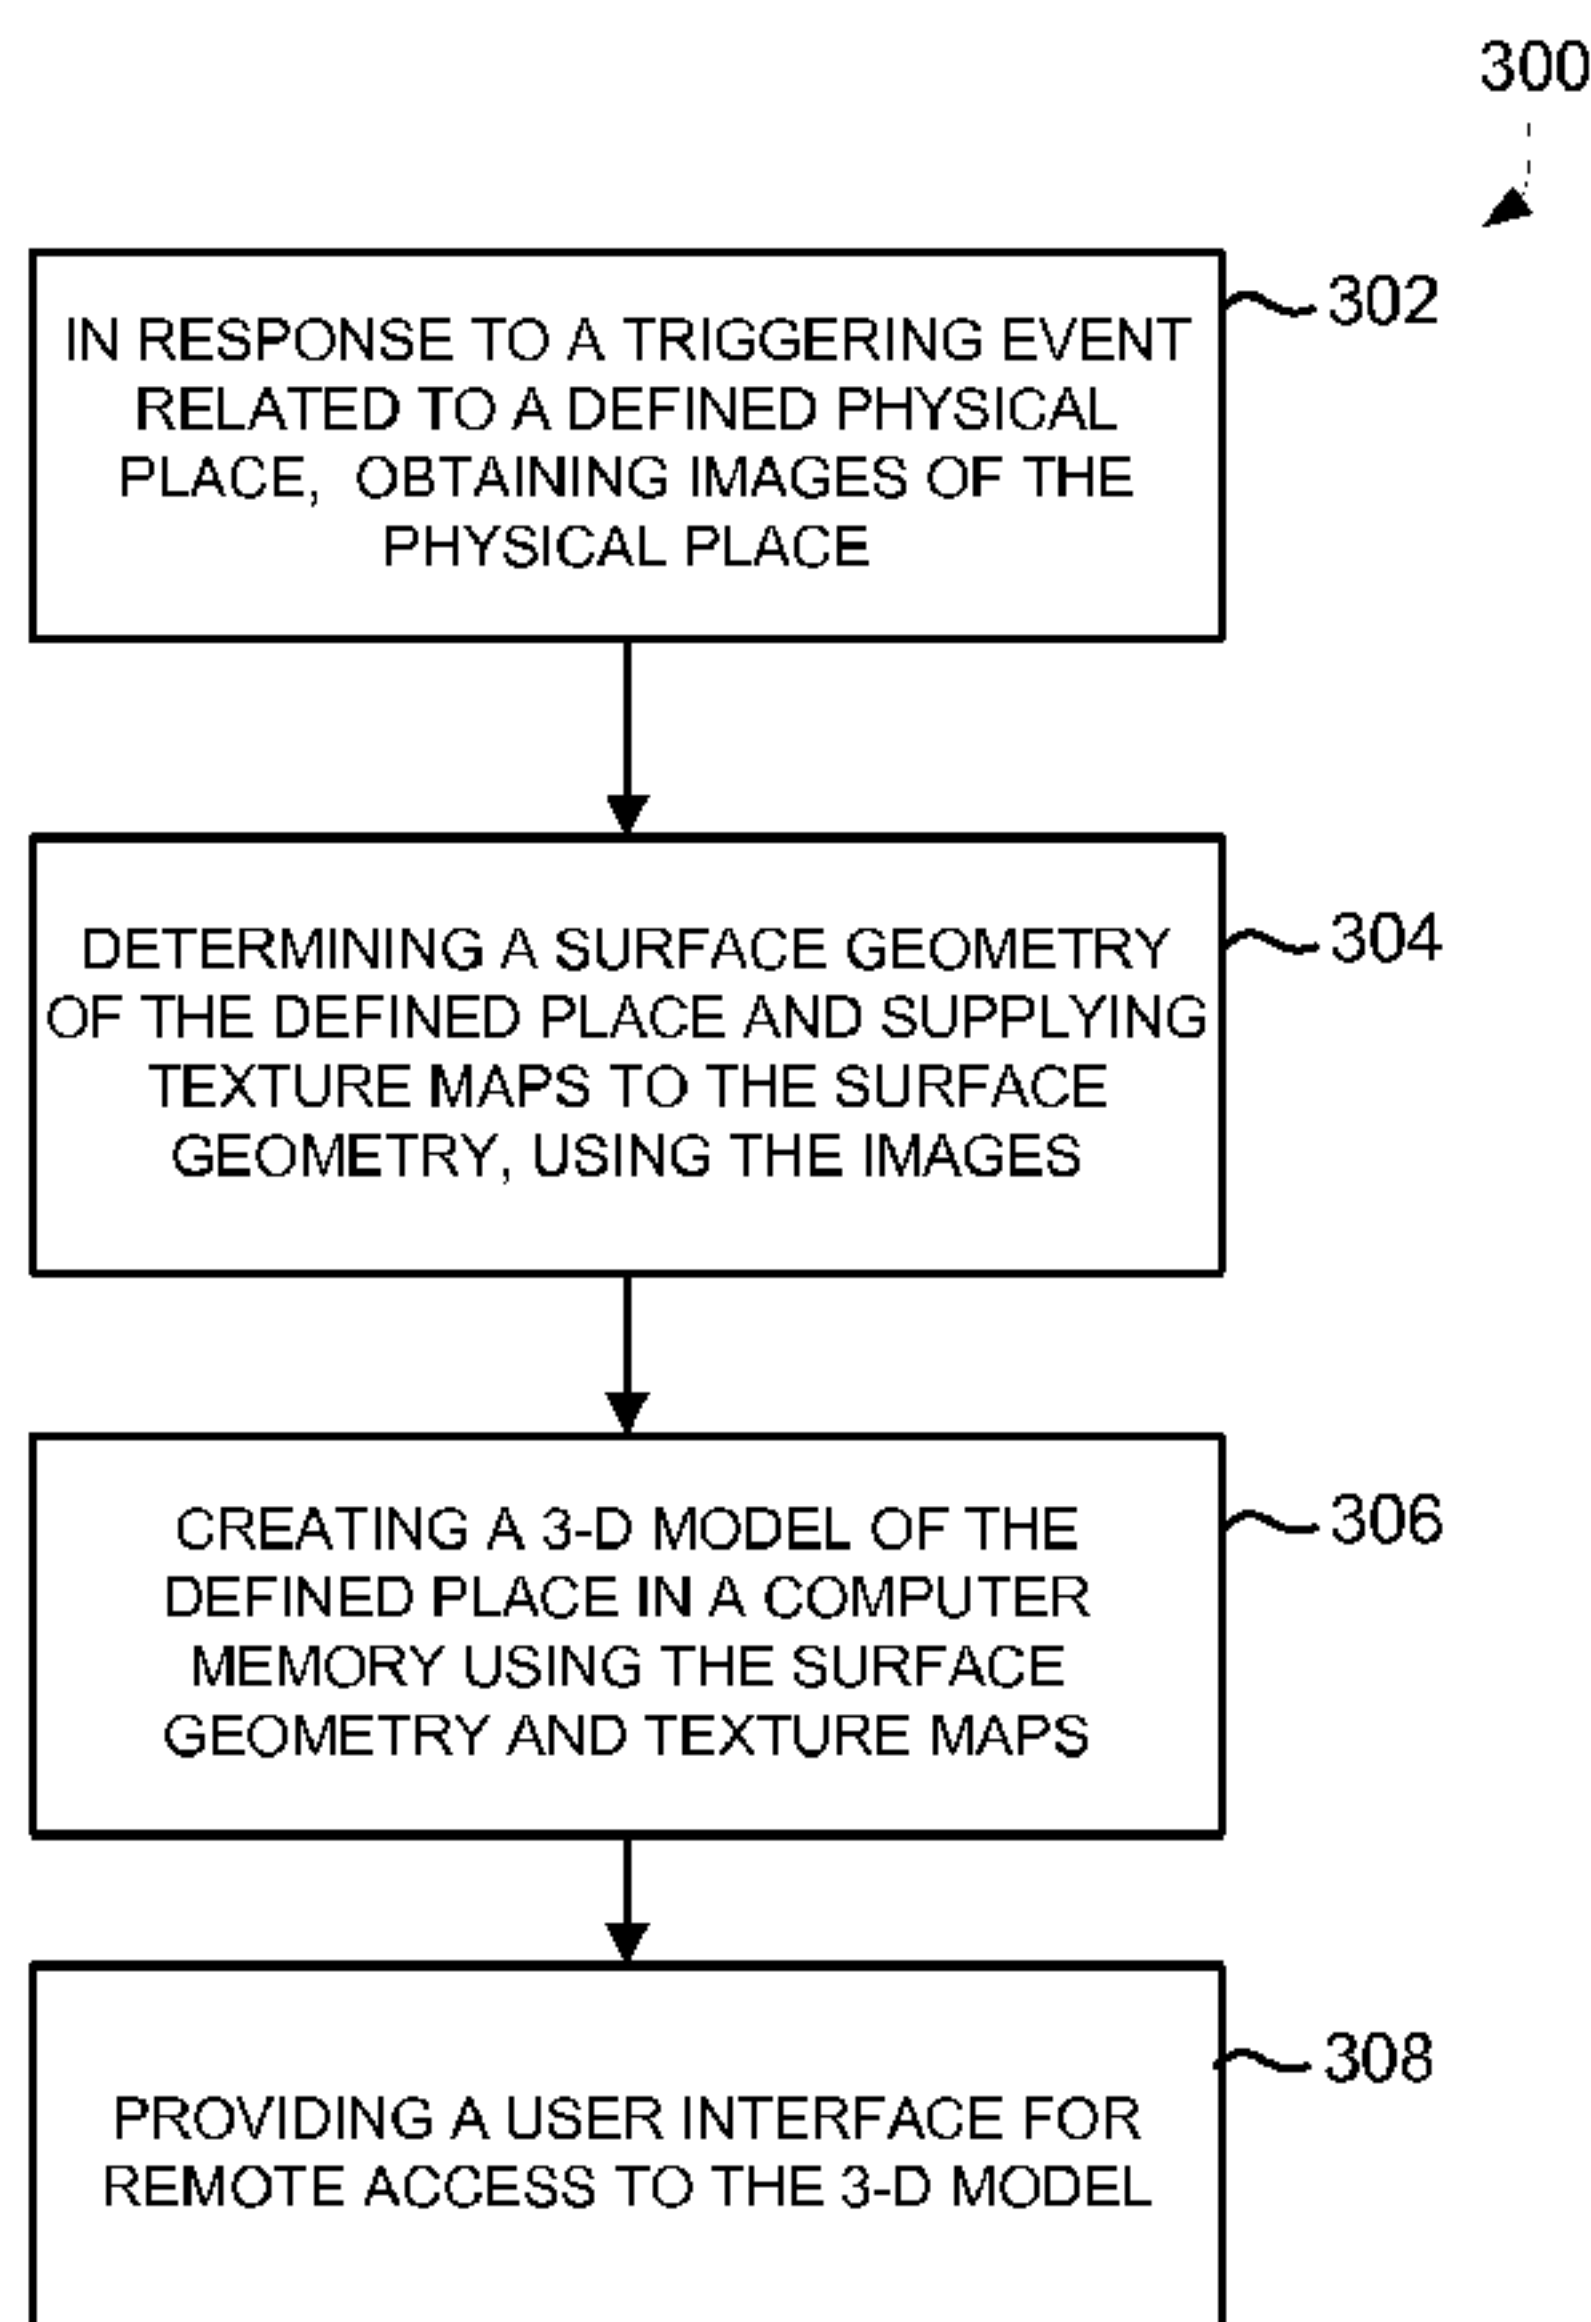 300
302
IN RESPONSE TO A TRIGGERING EVENT
RELATED TO A DEFINED PHYSICAL
PLACE, OBTAINING IMAGES OF THE
PHYSICAL PLACE
304
DETERMINING A SURFACE GEOMETRY
OF THE DEFINED PLACE AND SUPPLYING
TEXTURE MAPS TO THE SURFACE
GEOMETRY, USING THE IMAGES
306
CREATING A 3-D MODEL OF THE
DEFINED PLACE IN A COMPUTER
MEMORY USING THE SURFACE
GEOMETRY AND TEXTURE MAPS
308
PROVIDING A USER INTERFACE FOR
REMOTE ACCESS TO THE 3-D MODEL